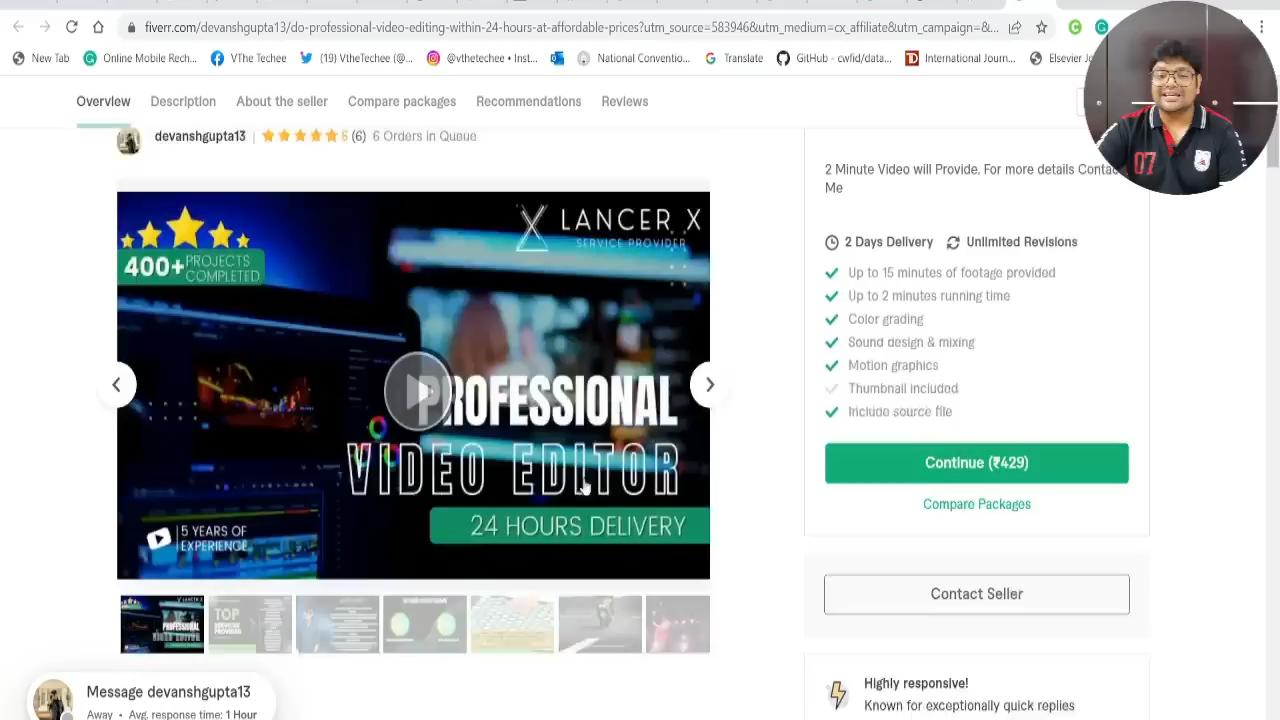 fiverr.com/devanshgupta13/do-professional-video-editing-within-24-hours-at-affordable-prices?utm_source=583946&utm_medium=cx_affiliate&utm_campaign=&...
New Tab
Online Mobile Rech...
VThe Techee
(19) VtheTechee (@...
@vthetechee • Inst...
National Conventio...
Translate
GitHub - cwfid/data...
International Journ...
Elsevier
Overview
Description
About the seller
Compare packages
Recommendations
Reviews
devanshgupta13 | (6) 6 Orders in Queue
400+ PROJECTS
COMPLETED
LANCER X
SERVICE PROVIDER
PROFESSIONAL
VIDEO EDITOR
24 HOURS DELIVERY
5 YEARS OF
EXPERIENCE
TOP
Message devanshgupta13
Away • Avg. response time: 1 Hour
2 Minute Video will Provide. For more details
Me
2 Days Delivery Unlimited Revisions
Up to 15 minutes of footage provided
Up to 2 minutes running time
Color grading
Sound design & mixing
Motion graphics
Thumbnail included
Include source file
Continue (₹429)
Compare Packages
Contact Seller
Highly responsive!
Known for exceptionally quick replies
07